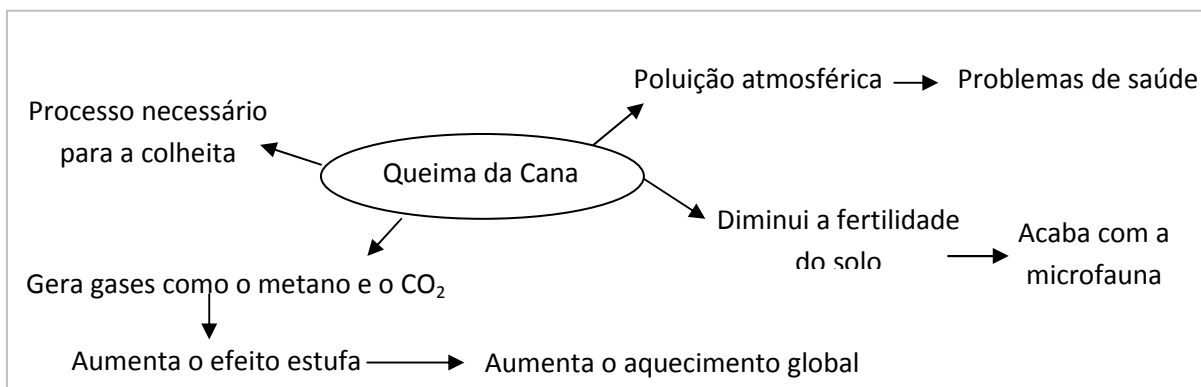 Poluição atmosférica
Problemas de saúde
Processo necessário
para a colheita
Queima da Cana
Diminui a fertilidade
do solo
Acaba com a
microfauna
Gera gases como o metano e o CO₂
Aumenta o efeito estufa
Aumenta o aquecimento global